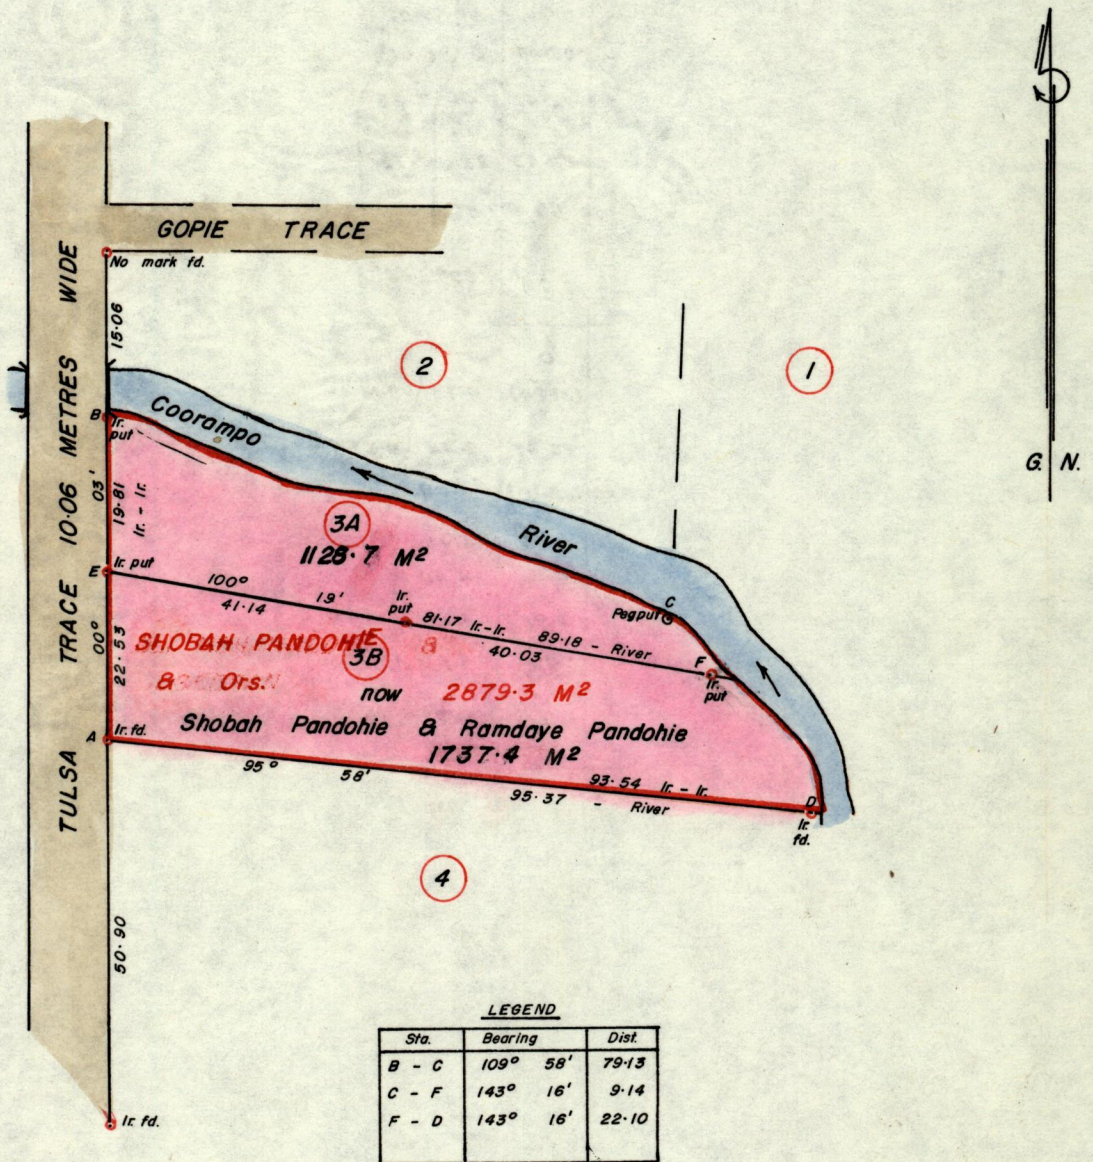 G. N.
GOPIE TRACE
No mark fd.
TULSA TRACE 10·06 METRES WIDE
15·06
2
1
B
Ir.
put
Coorampo
River
03'
19·81
Ir. - Ir.
3A
1128·7 M²
C
Peg put
E
Ir. put
100° 19'
41·14
Ir.
put
81·17 Ir-Ir.
40·03
89·18 - River
F
Ir.
put
00°
22·53
SHOBAH PANDOHIE &
3B
& Ors.
now
2879·3 M²
Shobah Pandohie & Ramdaye Pandohie
1737·4 M²
A
Ir. fd.
95° 58'
93·54 Ir. - Ir.
95·37 - River
D
Ir.
fd.
4
50·90
Ir. fd.
LEGEND
Sta. Bearing Dist.
B - C 109° 58' 79·13
C - F 143° 16' 9·14
F - D 143° 16' 22·10